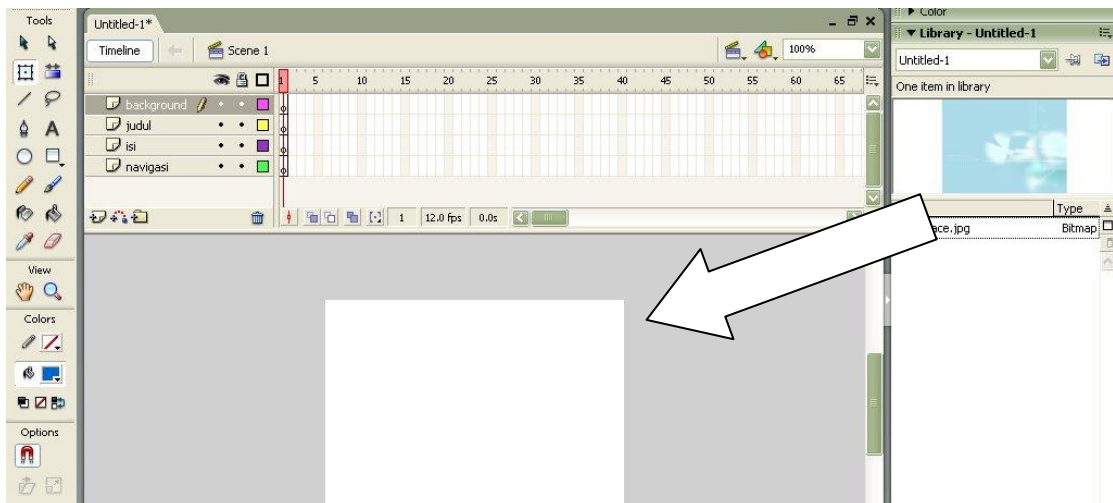 Tools
View
Colors
Options
Untitled-1*
Timeline
Scene 1
100%
1 5 10 15 20 25 30 35 40 45 50 55 60 65
background
judul
isi
navigasi
1 12.0 fps 0.0s
Color
Library - Untitled-1
Untitled-1
One item in library
Type
ace.jpg Bitmap